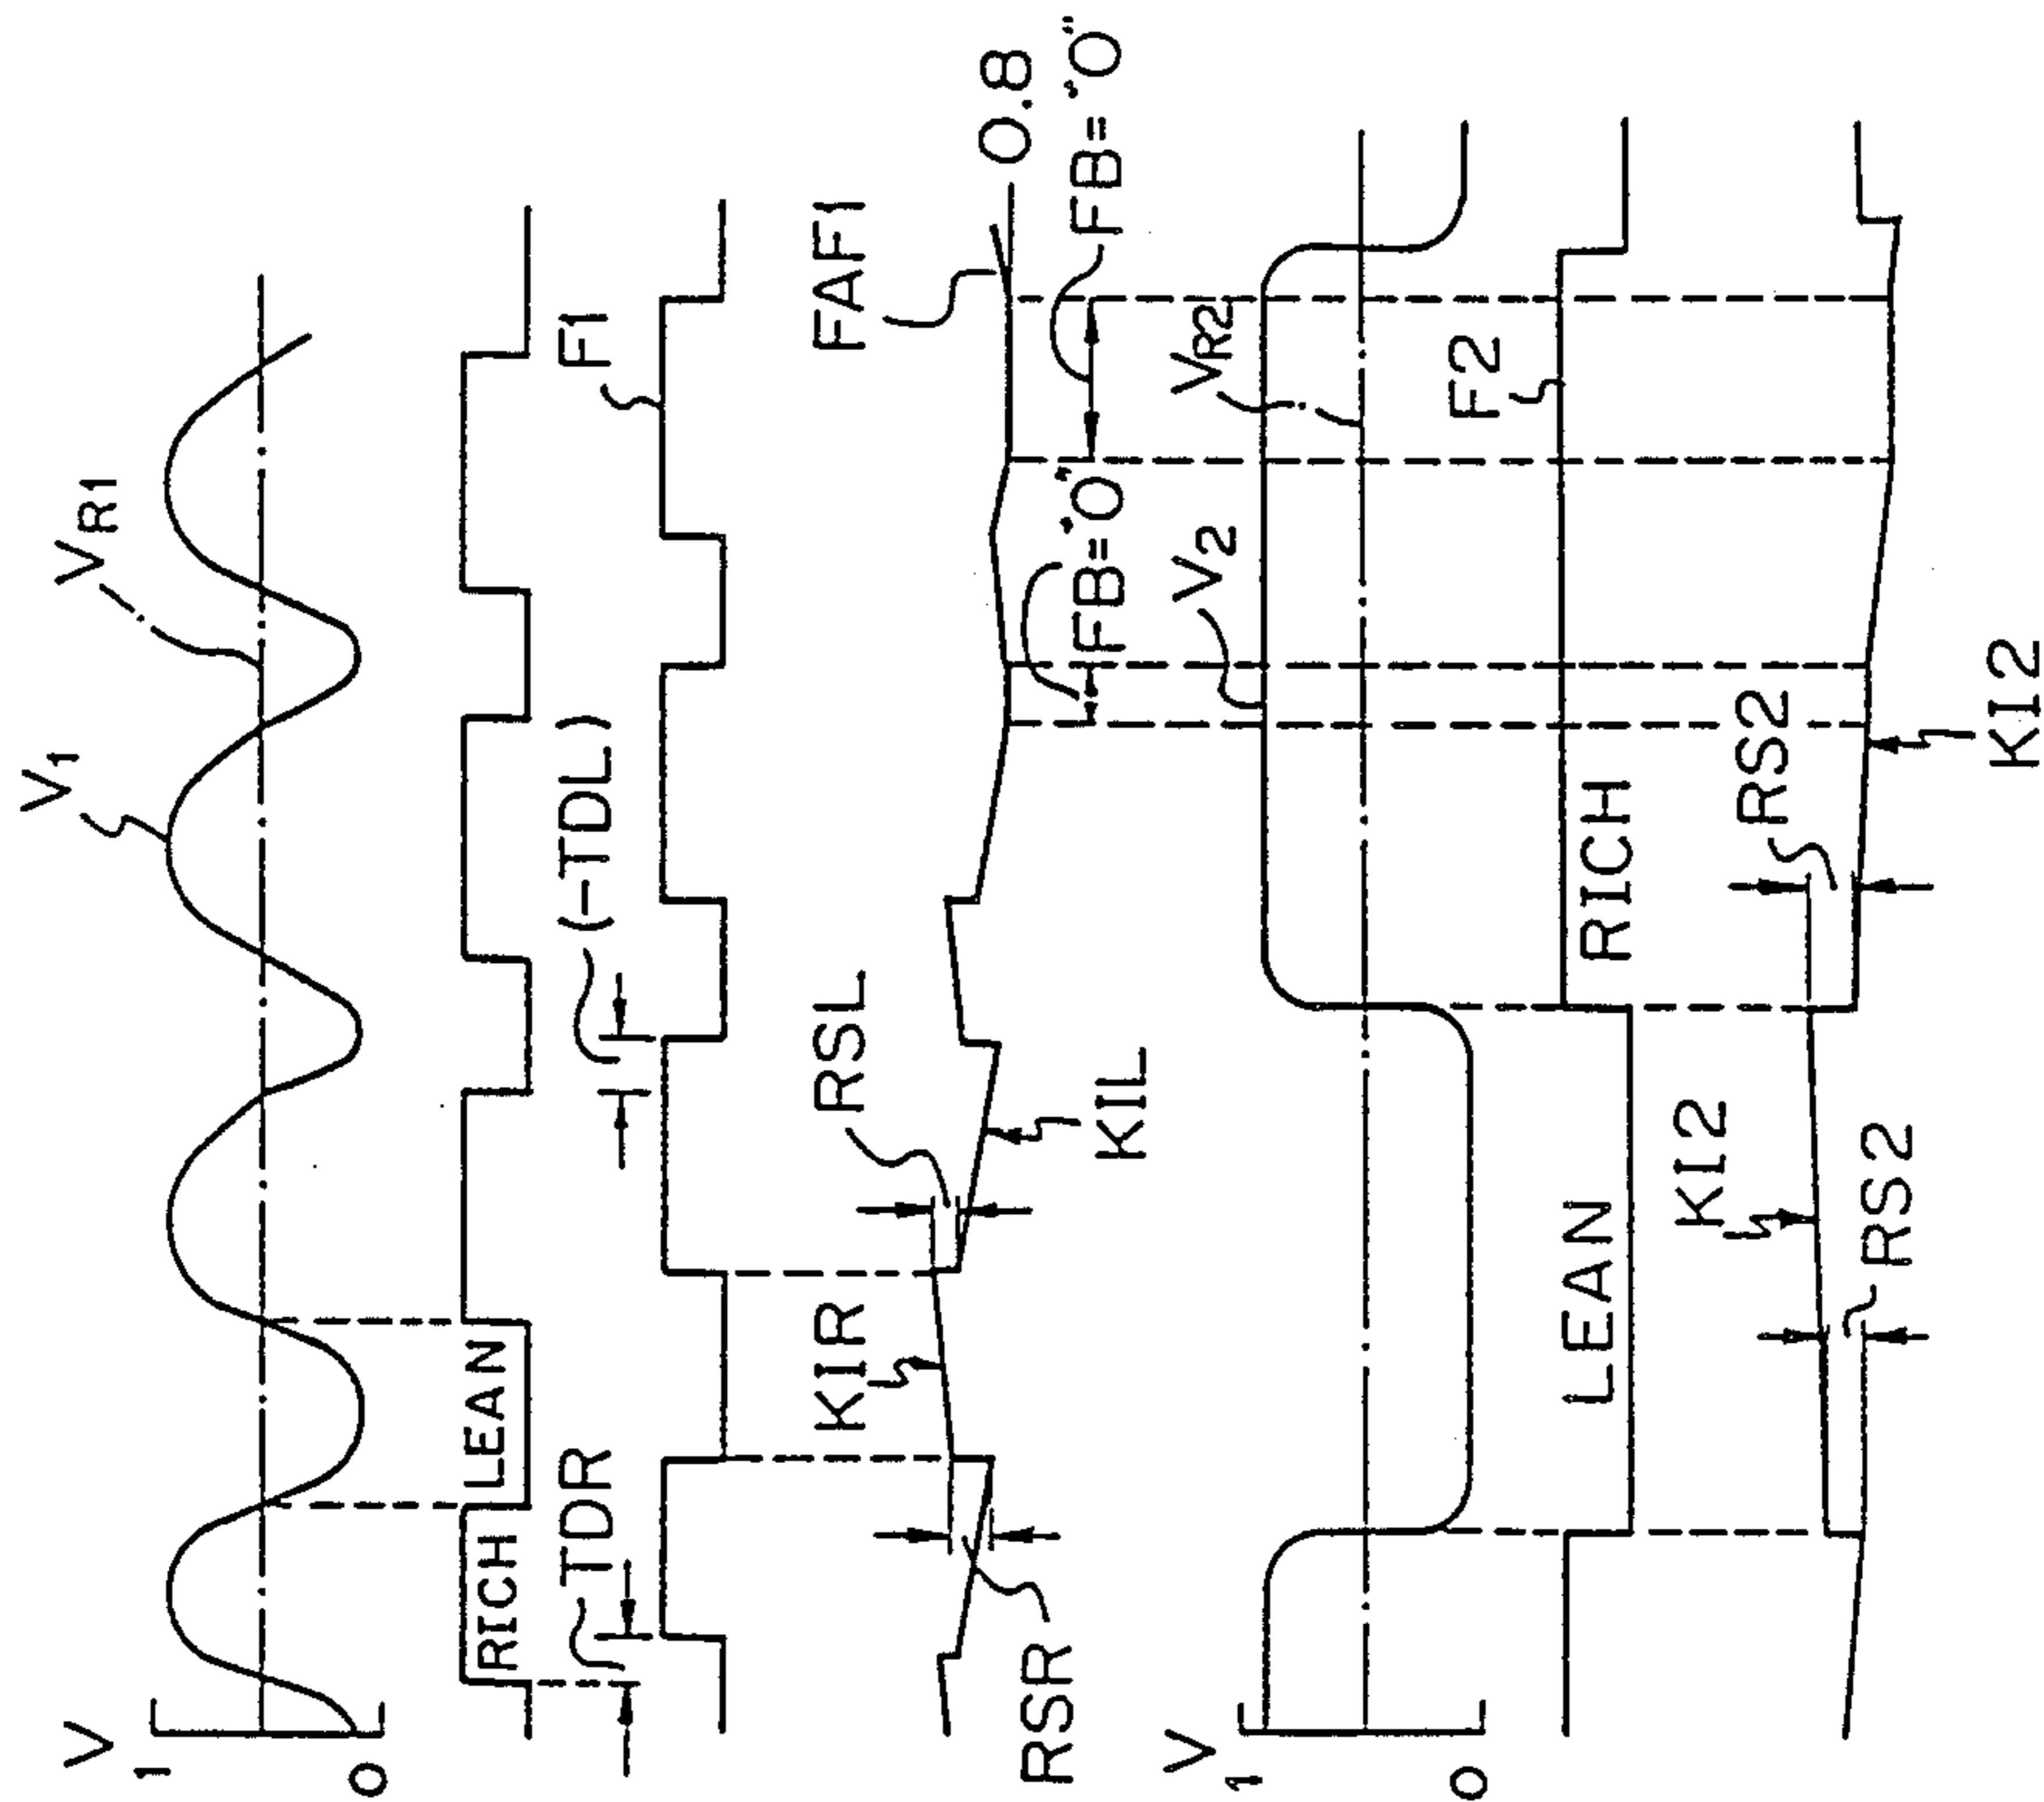 V
1
0
V1
VR1
RICH
LEAN
TDR
(-TDL)
F1
RSR
KIR
RSL
KIL
FAF1
0.8
FB="0"
FB="0"
V
1
0
V2
VR2
LEAN
RICH
F2
RS2
KI2
RS2
KI2